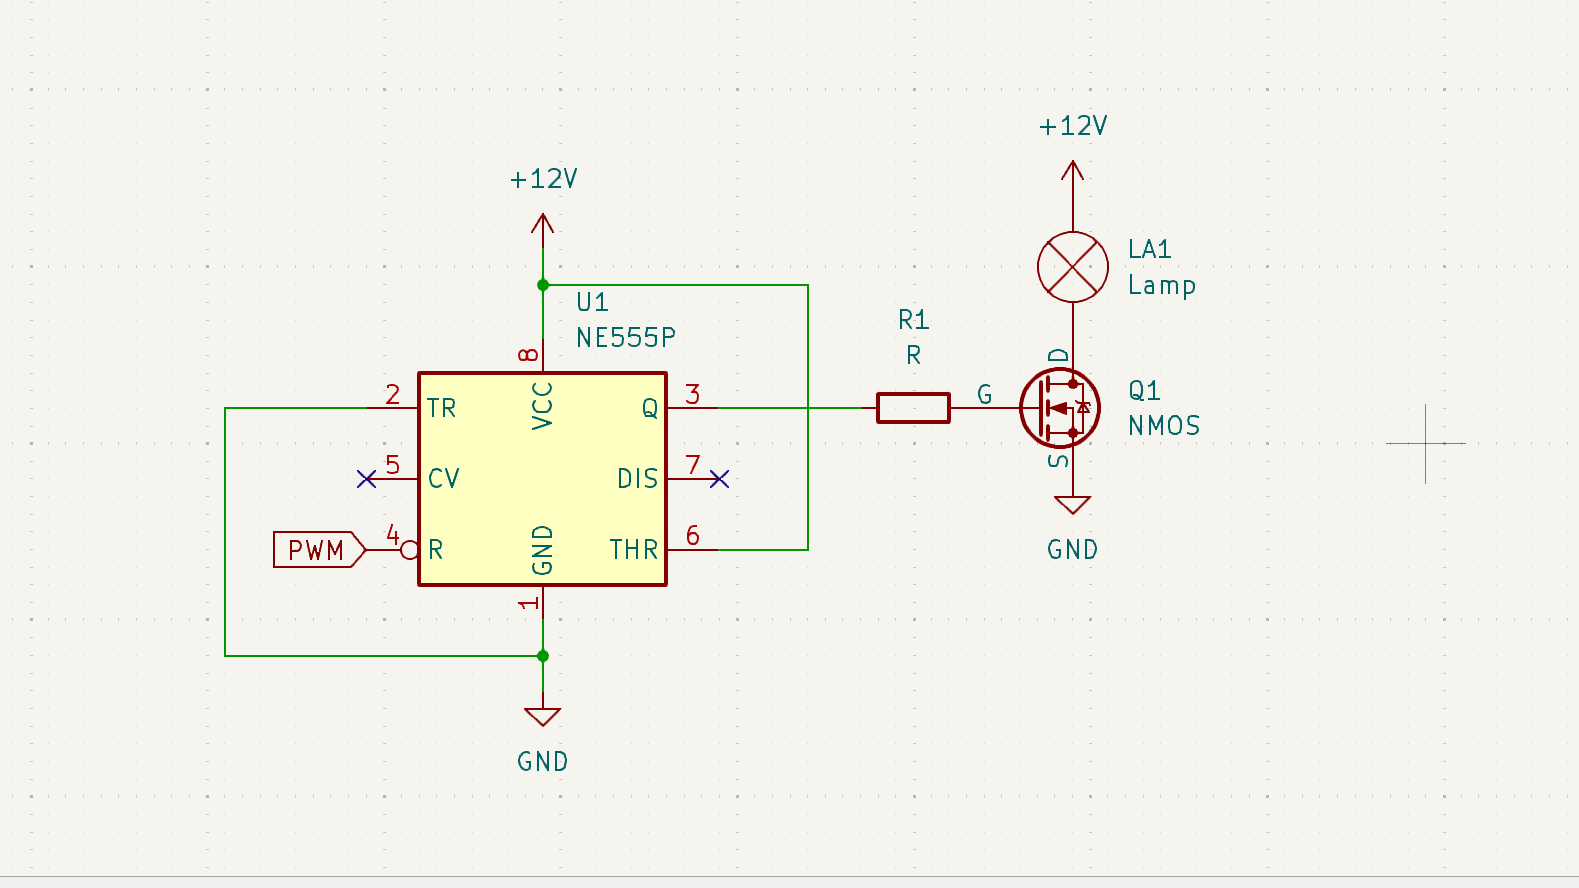 +12V
+12V
LA1
Lamp
U1
NE555P
R1
R
8
D
2
TR
VCC
Q
3
G
Q1
NMOS
5
CV
DIS
7
S
PWM
4
R
GND
THR
6
GND
1
GND